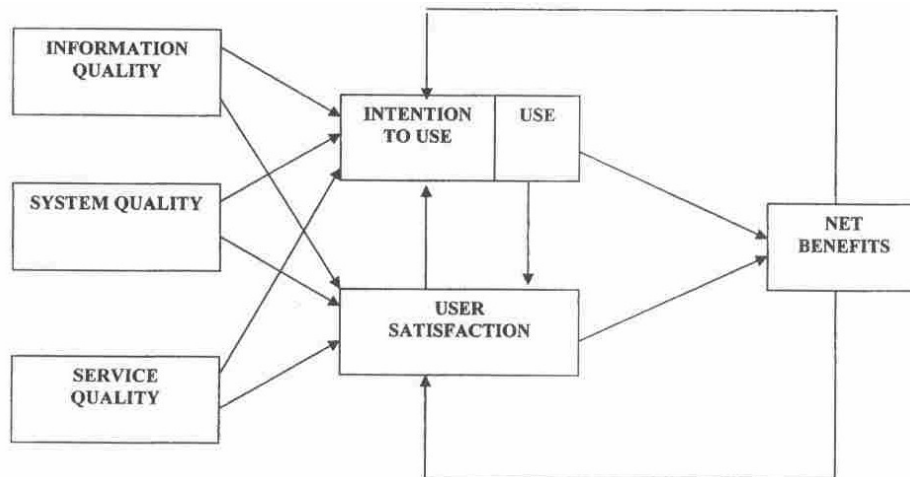 INFORMATION
QUALITY
SYSTEM QUALITY
SERVICE
QUALITY
INTENTION
TO USE
USE
USER
SATISFACTION
NET
BENEFITS